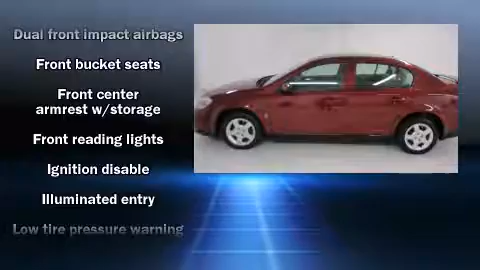 Dual front impact airbags
Front bucket seats
Front center
armrest w/storage
Front reading lights
Ignition disable
Illuminated entry
Low tire pressure warning